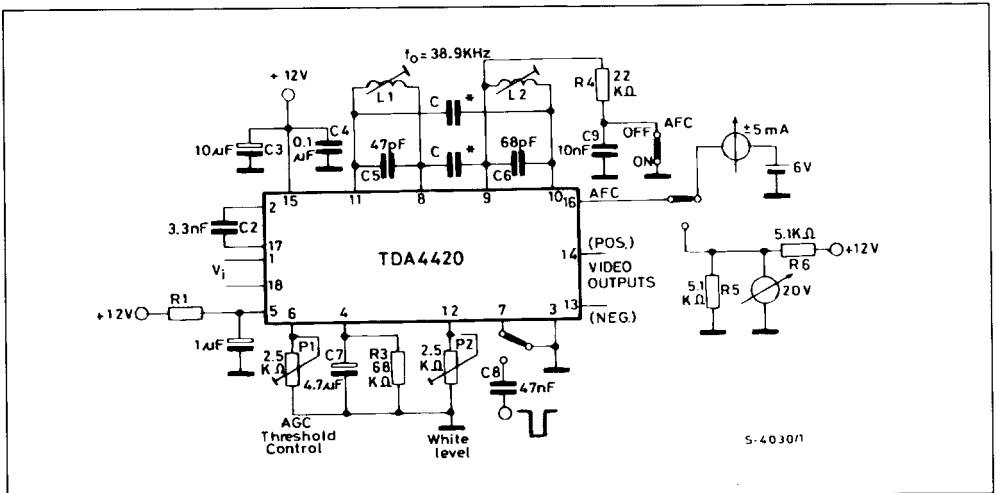 f₀ = 38.9KHz
+ 12V
L1
C *
L2
R4
22 KΩ
AFC
OFF
ON
C9
10nF
±5mA
6V
10µF
C3
0.1 µF
C4
47pF
C5
C *
68pF
C6
15
11
8
9
10
16
AFC
3.3nF
C2
2
17
1
Vi
18
TDA4420
14
(POS.)
VIDEO
OUTPUTS
13
(NEG.)
5.1KΩ
R6
+12V
5.1 KΩ
R5
20V
+12V
R1
5
1µF
6
4
12
7
3
2.5 KΩ
P1
C7
4.7µF
R3
68 KΩ
2.5 KΩ
P2
C8
47nF
AGC
Threshold
Control
White
level
S-4030/1